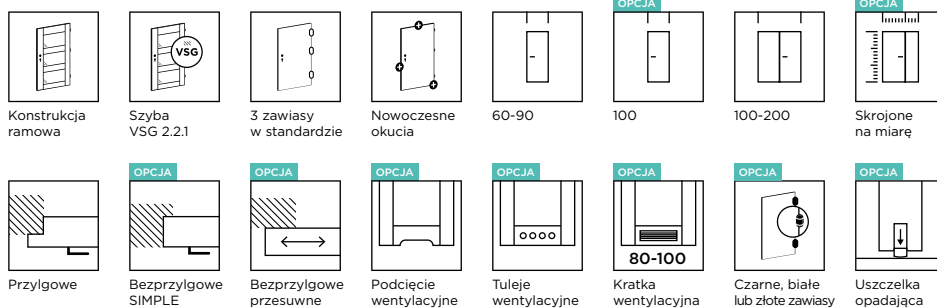 OPCJA
OPCJA
VSG
Konstrukcja
ramowa
Szyba
VSG 2.2.1
3 zawiasy
w standardzie
Nowoczesne
okucia
60-90
100
100-200
Skrojone
na miarę
OPCJA
OPCJA
OPCJA
OPCJA
OPCJA
OPCJA
OPCJA
80-100
Przylgowe
Bezprzylgowe
SIMPLE
Bezprzylgowe
przesuwne
Podcięcie
wentylacyjne
Tuleje
wentylacyjne
Kratka
wentylacyjna
Czarne, białe
lub złote zawiasy
Uszczelka
opadająca